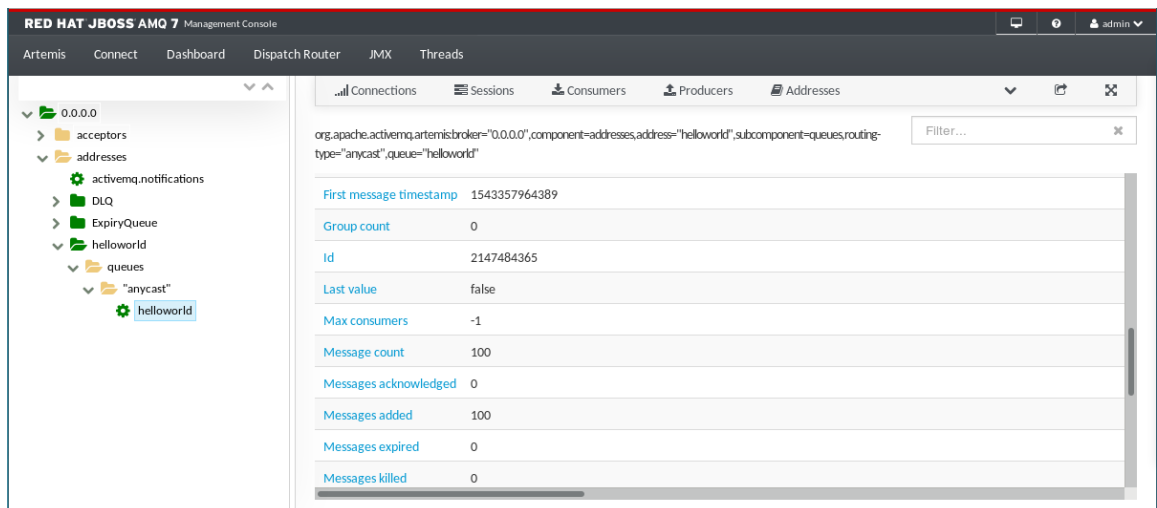 RED HAT JBOSS AMQ 7 Management Console
admin
Artemis Connect Dashboard Dispatch Router JMX Threads
Connections Sessions Consumers Producers Addresses
0.0.0.0
acceptors
addresses
activemq.notifications
DLQ
ExpiryQueue
helloworld
queues
"anycast"
helloworld
org.apache.activemq.artemis:broker="0.0.0.0",component=addresses,address="helloworld",subcomponent=queues,routing-
type="anycast",queue="helloworld"
Filter...
First message timestamp 1543357964389
Group count 0
Id 2147484365
Last value false
Max consumers -1
Message count 100
Messages acknowledged 0
Messages added 100
Messages expired 0
Messages killed 0